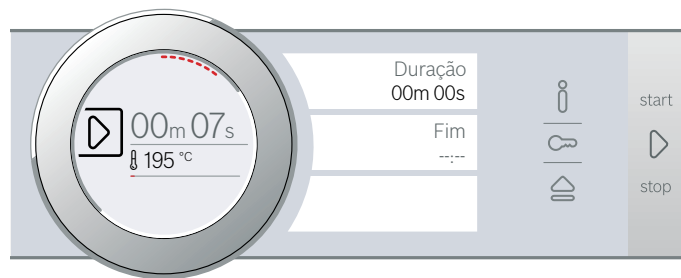 00m 07s
195 °C
Duração
00m 00s
Fim
--:--
start
stop